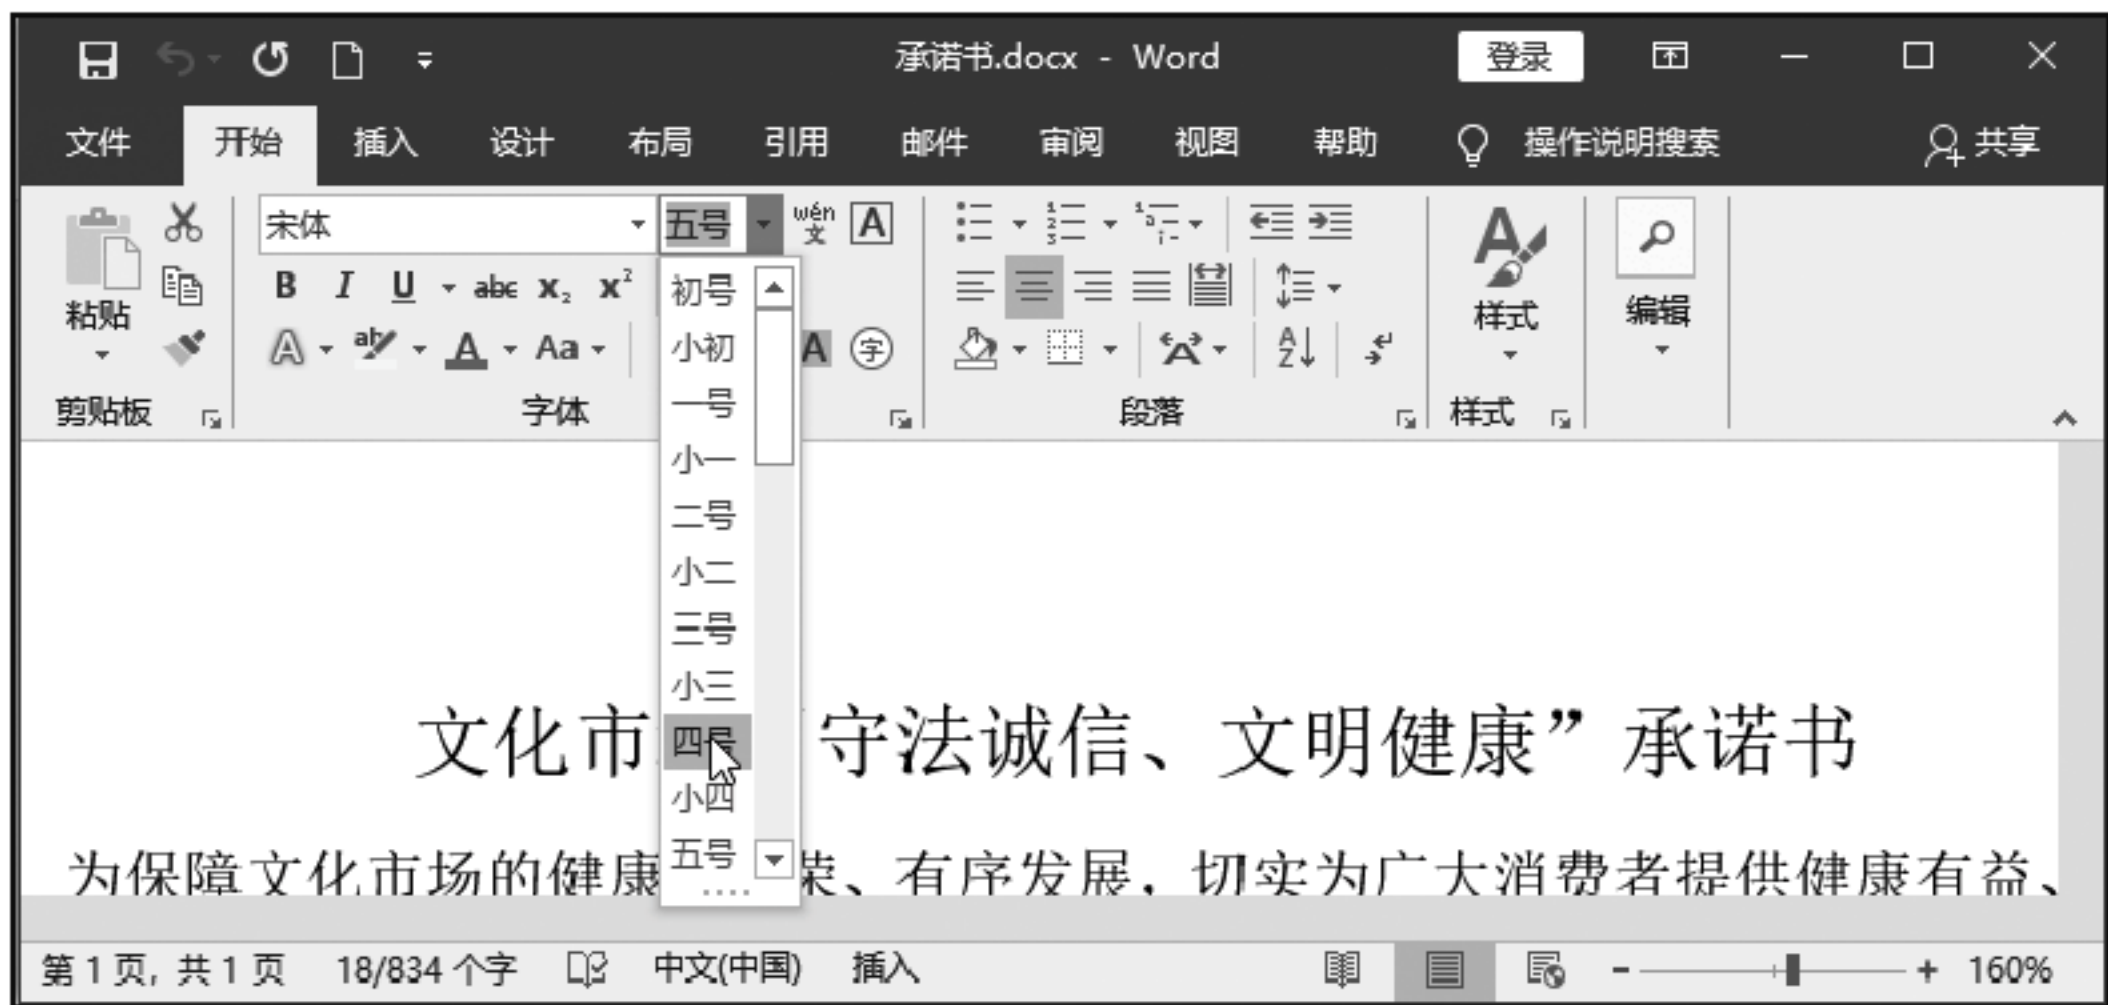 承诺书.docx - Word 登录
文件 开始 插入 设计 布局 引用 邮件 审阅 视图 帮助 操作说明搜索 共享
粘贴
剪贴板
宋体 五号 wén 文 A
B I U abc x₂ x²
A aby A Aa A 字
字体
初号
小初
一号
小一
二号
小二
三号
小三
四号
小四
五号
段落
样式
样式
编辑
文化市 守法诚信、文明健康”承诺书
为保障文化市场的健康 荣、有序发展，切实为广大消费者提供健康有益、
第1页，共1页 18/834个字 中文(中国) 插入 - + 160%